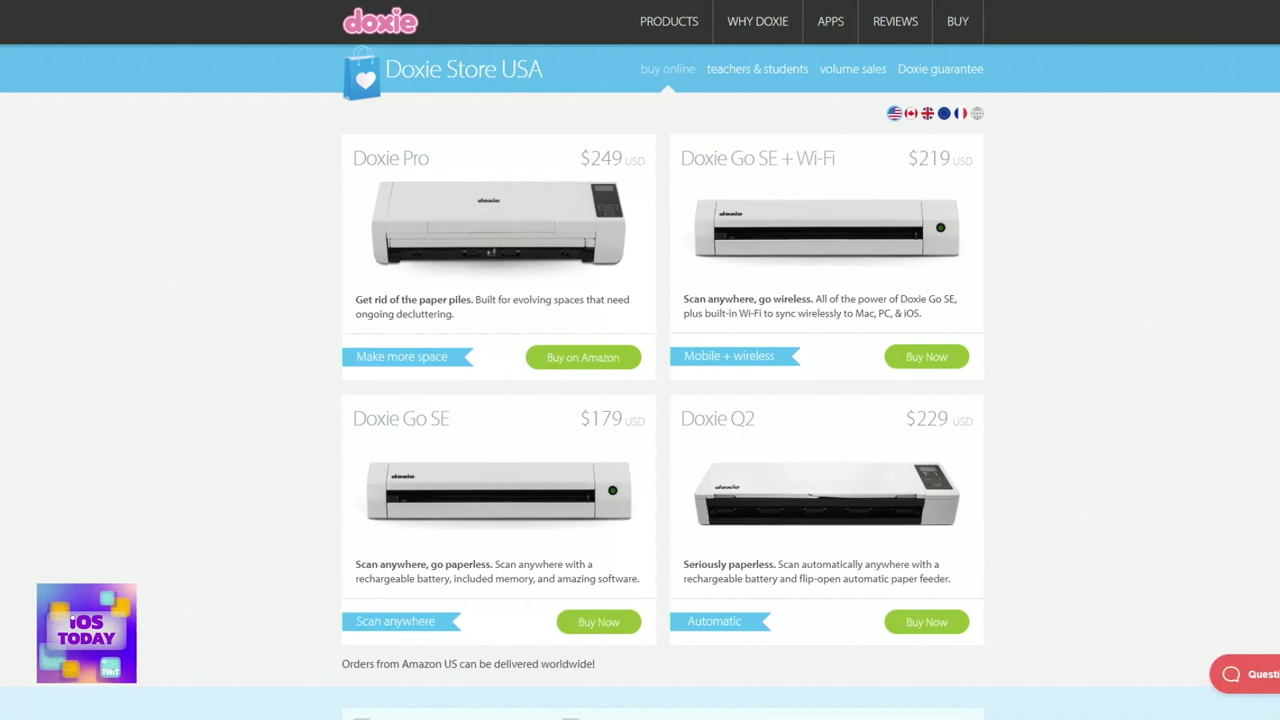 doxie
PRODUCTS
WHY DOXIE
APPS
REVIEWS
BUY
Doxie Store USA
buy online
teachers & students
volume sales
Doxie guarantee
Doxie Pro
$249 USD
doxie
Get rid of the paper piles. Built for evolving spaces that need
ongoing decluttering.
Make more space
Buy on Amazon
Doxie Go SE + Wi-Fi
$219 USD
doxie
Scan anywhere, go wireless. All of the power of Doxie Go SE,
plus built-in Wi-Fi to sync wirelessly to Mac, PC, & iOS.
Mobile + wireless
Buy Now
Doxie Go SE
$179 USD
doxie
Scan anywhere, go paperless. Scan anywhere with a
rechargeable battery, included memory, and amazing software.
Scan anywhere
Buy Now
Doxie Q2
$229 USD
doxie
Seriously paperless. Scan automatically anywhere with a
rechargeable battery and flip-open automatic paper feeder.
Automatic
Buy Now
Orders from Amazon US can be delivered worldwide!
iOS
TODAY
TWiT
Questi